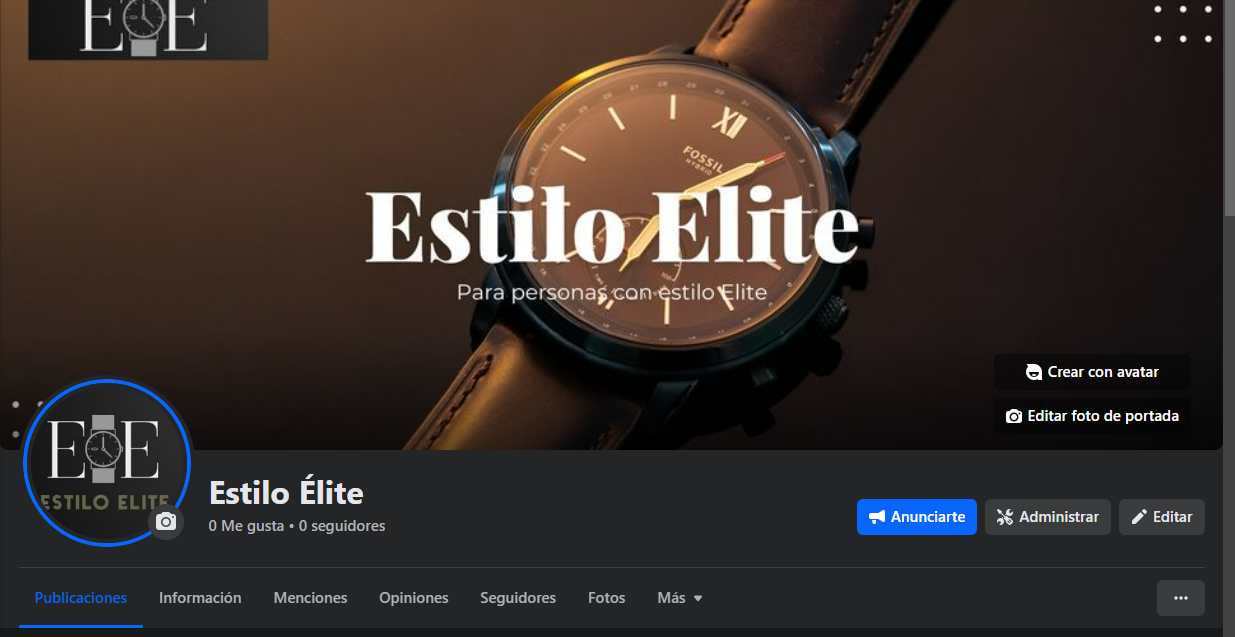 E E
XII
FOSSIL
HYBRID
Estilo Elite
Para personas con estilo Elite
Crear con avatar
Editar foto de portada
E E
ESTILO ELITE
Estilo Élite
0 Me gusta • 0 seguidores
Anunciarte
Administrar
Editar
Publicaciones
Información
Menciones
Opiniones
Seguidores
Fotos
Más